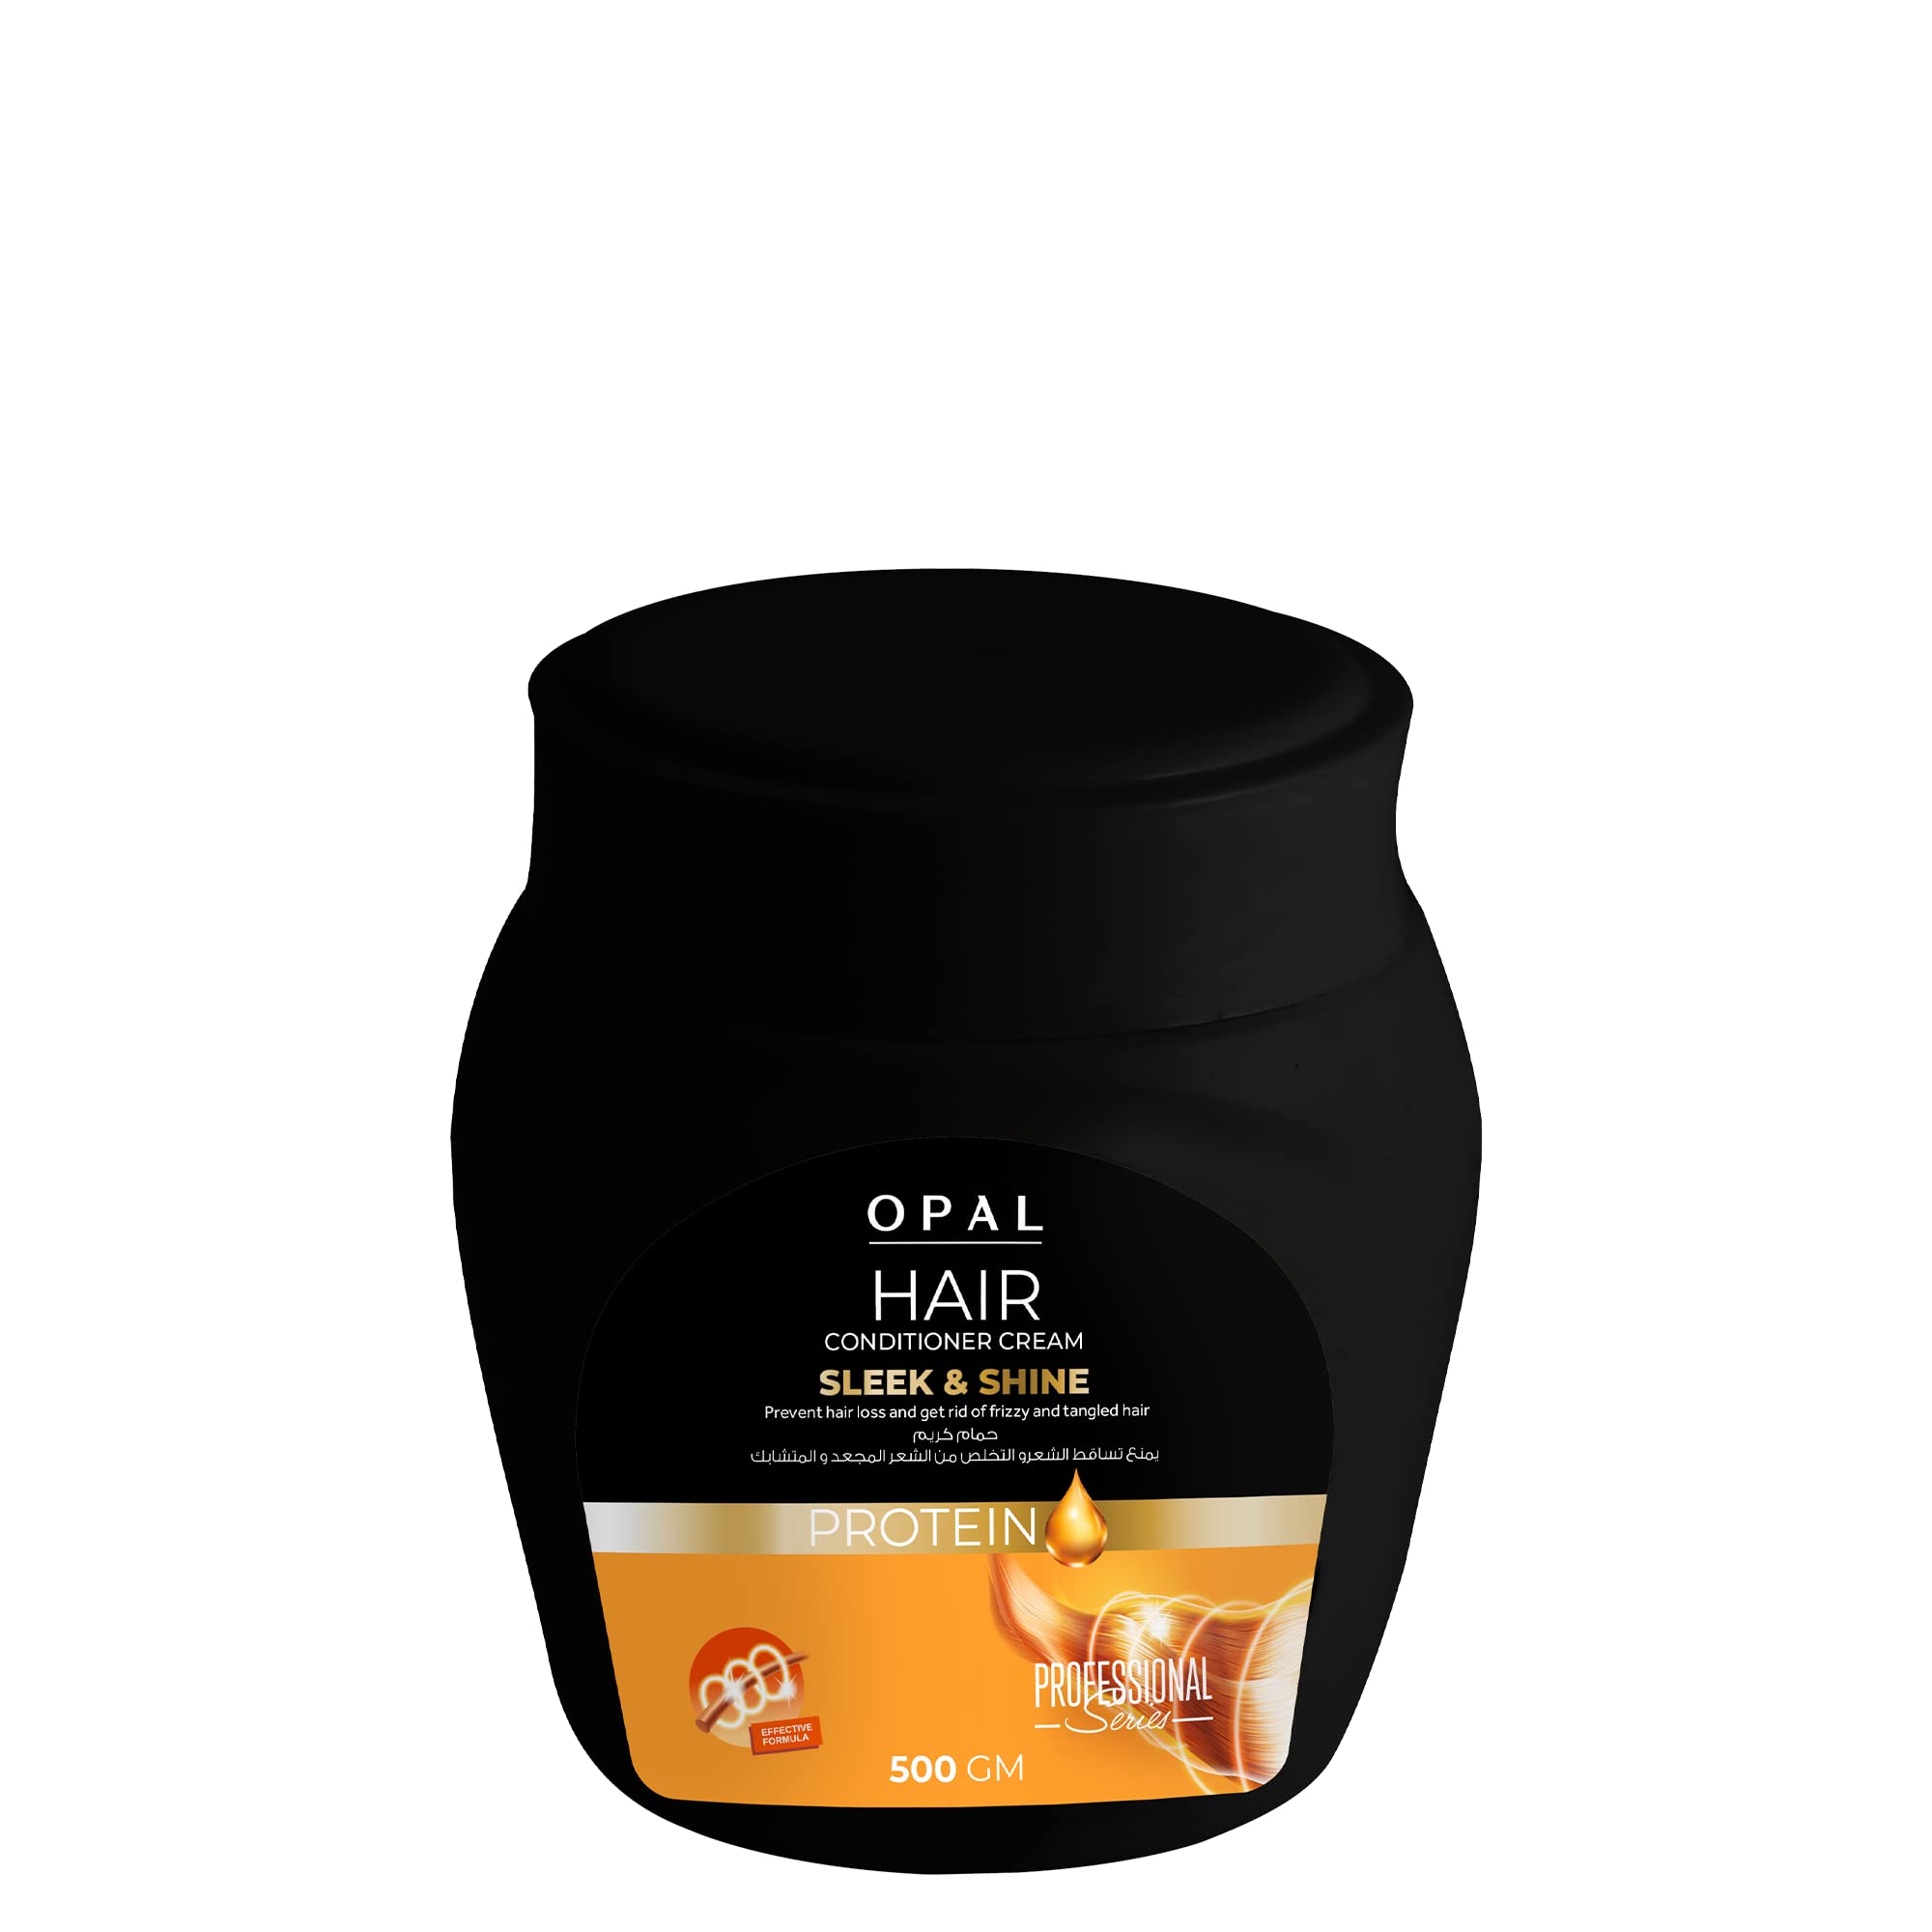 OPAL
HAIR
CONDITIONER CREAM
SLEEK & SHINE
Prevent hair loss and get rid of frizzy and tangled hair
حمام كريم
يمنع تساقط الشعرو التخلص من الشعر المجعد و المتشابك
PROTEIN
EFFECTIVE
FORMULA
PROFESSIONAL
Series
500 GM